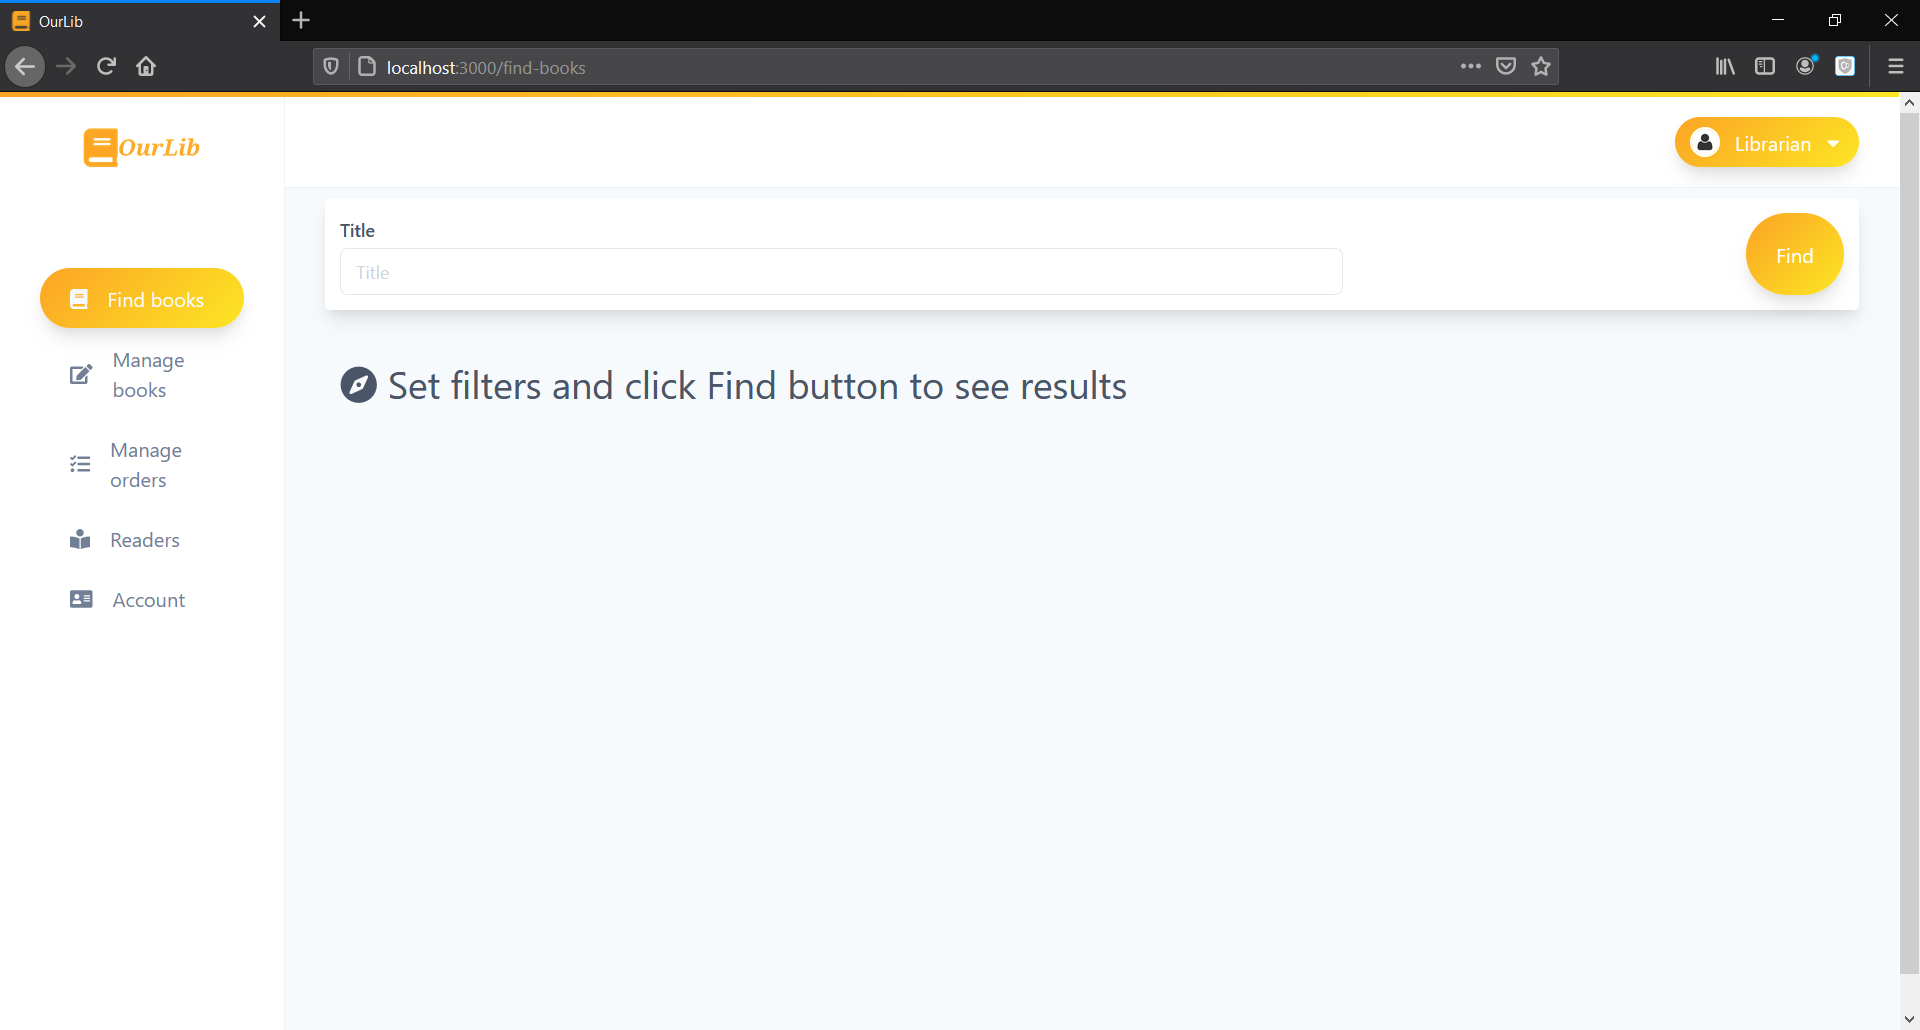 OurLib
localhost:3000/find-books
OurLib
Librarian
Find books
Manage
books
Manage
orders
Readers
Account
Title
Title
Find
Set filters and click Find button to see results